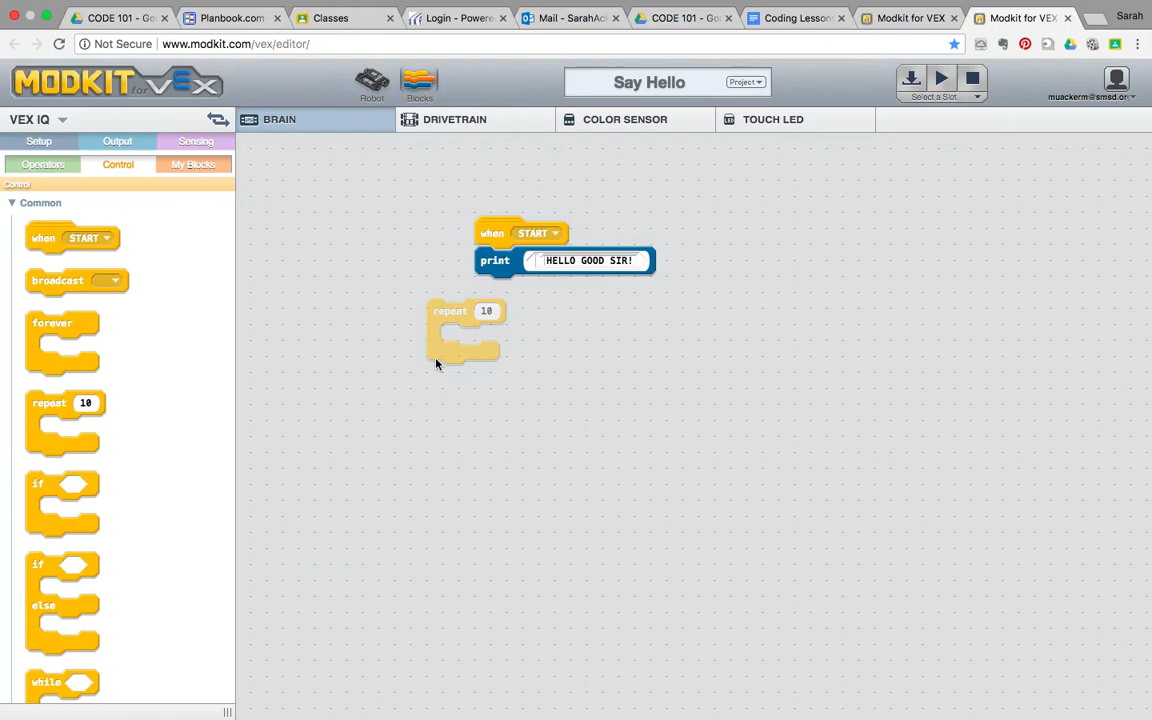 CODE 101 - Go
Planbook.com
Classes
Login - Power
Mail - SarahAc
CODE 101 - Go
Coding Lesson
Modkit for VEX
Modkit for VEX
Sarah
Not Secure | www.modkit.com/vex/editor/
MODKIT for VEX
Robot
Blocks
Say Hello
Project
Select a Slot
muackerm@smsd.or
VEX IQ
BRAIN
DRIVETRAIN
COLOR SENSOR
TOUCH LED
Setup
Output
Sensing
Operators
Control
My Blocks
Control
Common
when START
broadcast
forever
repeat 10
if
if
else
while
when START
print HELLO GOOD SIR!
repeat 10